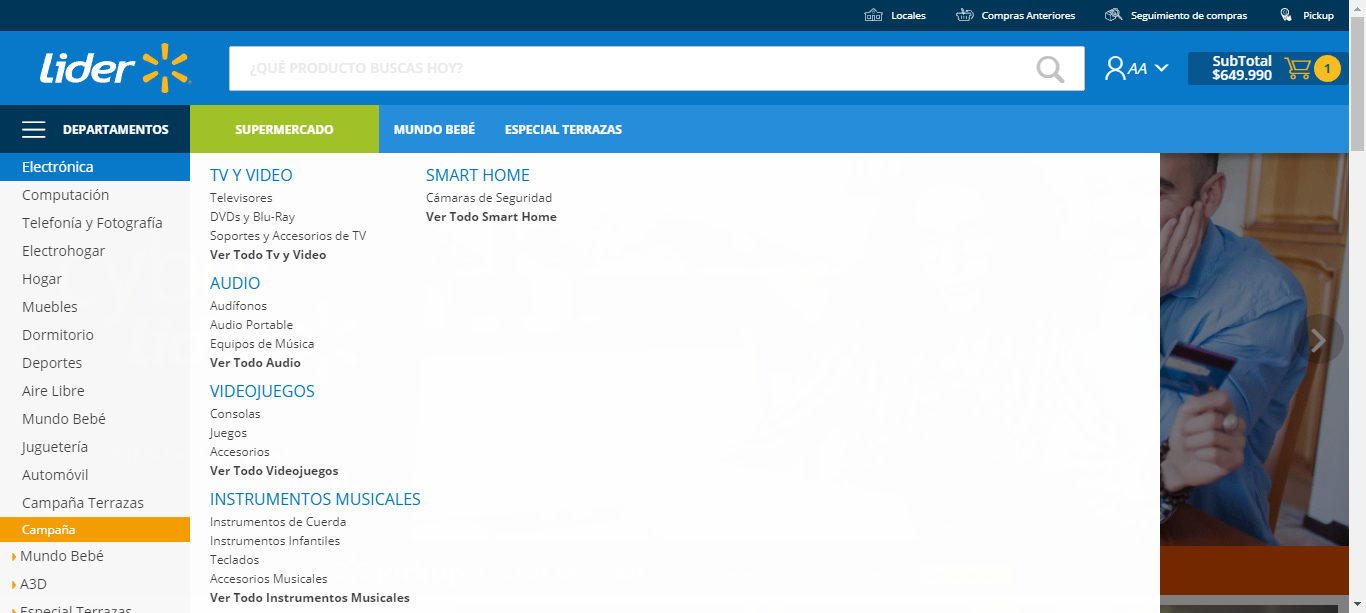 Locales
Compras Anteriores
Seguimiento de compras
Pickup
lider
¿QUÉ PRODUCTO BUSCAS HOY?
AA
SubTotal
$649.990
1
DEPARTAMENTOS
SUPERMERCADO
MUNDO BEBÉ
ESPECIAL TERRAZAS
Electrónica
Computación
Telefonía y Fotografía
Electrohogar
Hogar
Muebles
Dormitorio
Deportes
Aire Libre
Mundo Bebé
Juguetería
Automóvil
Campaña Terrazas
Campaña
Mundo Bebé
A3D
Especial Terrazas
TV Y VIDEO
Televisores
DVDs y Blu-Ray
Soportes y Accesorios de TV
Ver Todo Tv y Video
AUDIO
Audífonos
Audio Portable
Equipos de Música
Ver Todo Audio
VIDEOJUEGOS
Consolas
Juegos
Accesorios
Ver Todo Videojuegos
INSTRUMENTOS MUSICALES
Instrumentos de Cuerda
Instrumentos Infantiles
Teclados
Accesorios Musicales
Ver Todo Instrumentos Musicales
SMART HOME
Cámaras de Seguridad
Ver Todo Smart Home